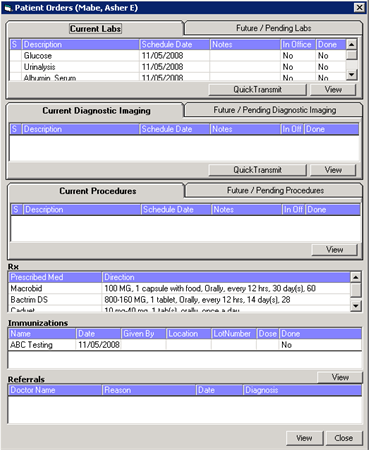 Patient Orders (Mabe, Asher E)
Current Labs Future / Pending Labs
S Description Schedule Date Notes In Office Done
Glucose 11/05/2008 No No
Urinalysis 11/05/2008 No No
Albumin, Serum 11/05/2008 No No
QuickTransmit View
Current Diagnostic Imaging Future / Pending Diagnostic Imaging
S Description Schedule Date Notes In Off Done
QuickTransmit View
Current Procedures Future / Pending Procedures
S Description Schedule Date Notes In Off Done
View
Rx
Prescribed Med Direction
Macrobid 100 MG, 1 capsule with food, Orally, every 12 hrs, 30 day(s), 60
Bactrim DS 800-160 MG, 1 tablet, Orally, every 12 hrs, 14 day(s), 28
Caduet 10 mg-40 mg, 1 tab(s), orally, once a day
Immunizations
Name Date Given By Location LotNumber Dose Done
ABC Testing 11/05/2008 No
View
Referrals
Doctor Name Reason Date Diagnosis
View Close